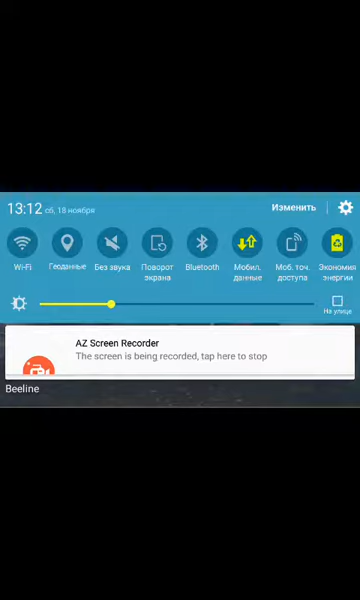 13:12 сб, 18 ноября
Изменить
Wi-Fi
Геоданные
Без звука
Поворот экрана
Bluetooth
Мобил. данные
Моб. точ. доступа
Экономия энергии
На улице
AZ Screen Recorder
The screen is being recorded, tap here to stop
Beeline